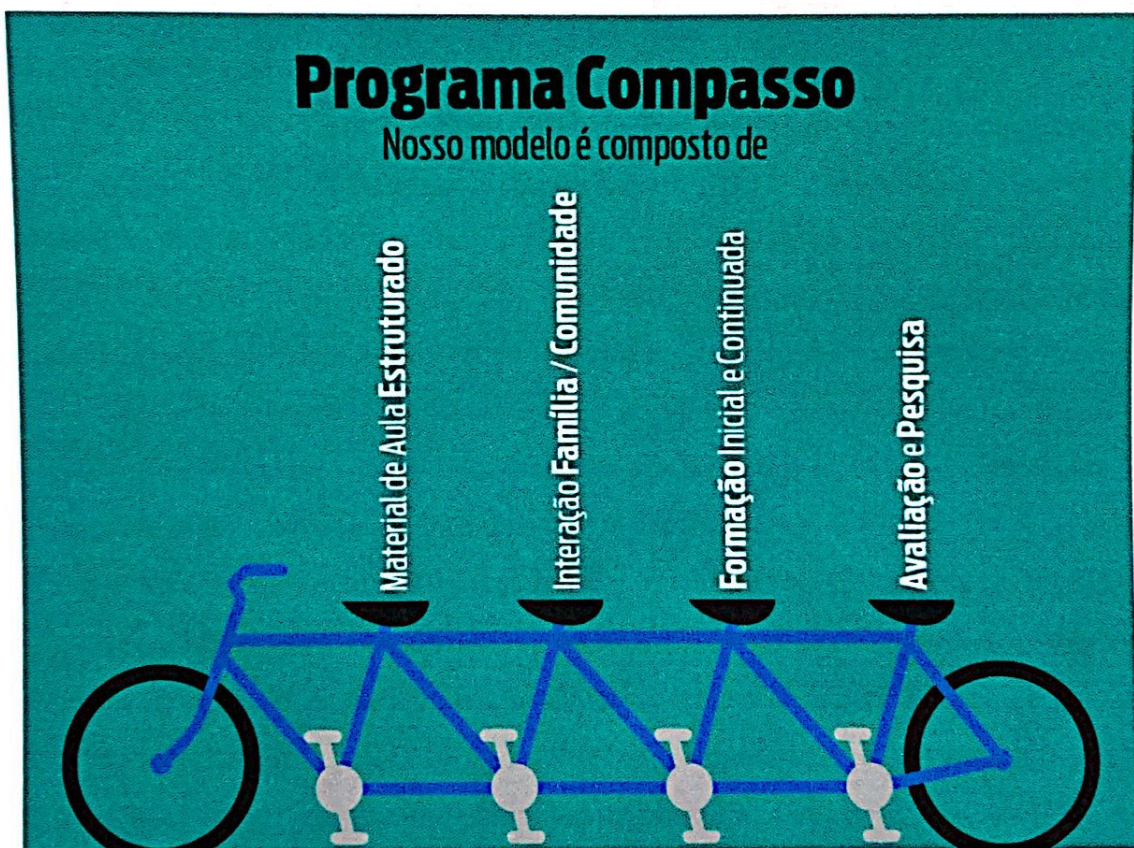 Programa Compasso
Nosso modelo é composto de
Material de Aula Estruturado
Interação Família / Comunidade
Formação Inicial e Continuada
Avaliação e Pesquisa